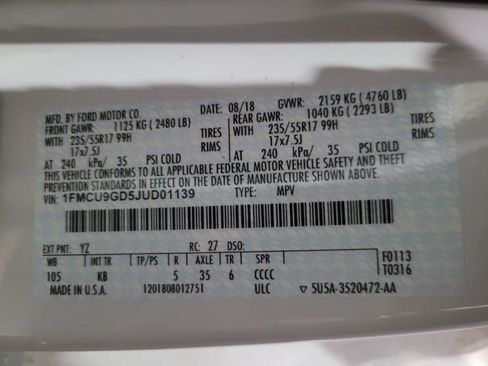 MFD. BY FORD MOTOR CO. DATE: 08/18 GVWR: 2159 KG ( 4760 LB)
FRONT GAWR: 1125 KG ( 2480 LB) REAR GAWR: 1040 KG ( 2293 LB)
WITH 235/55R17 99H TIRES WITH 235/55R17 99H TIRES
17x7.5J RIMS 17x7.5J RIMS
AT 240 kPa/ 35 PSI COLD AT 240 kPa/ 35 PSI COLD
THIS VEHICLE CONFORMS TO ALL APPLICABLE FEDERAL MOTOR VEHICLE SAFETY AND THEFT
PREVENTION STANDARDS IN EFFECT ON THE DATE OF MANUFACTURE SHOWN ABOVE.
VIN: 1FMCU9GD5JUD01139 TYPE: MPV
EXT PNT: YZ RC: 27 DSO:
WB INT TR TP/PS R AXLE TR SPR F0113
105 KB 5 35 6 CCCC T0316
1201808012751 ULC ▽ 5U5A-3520472-AA